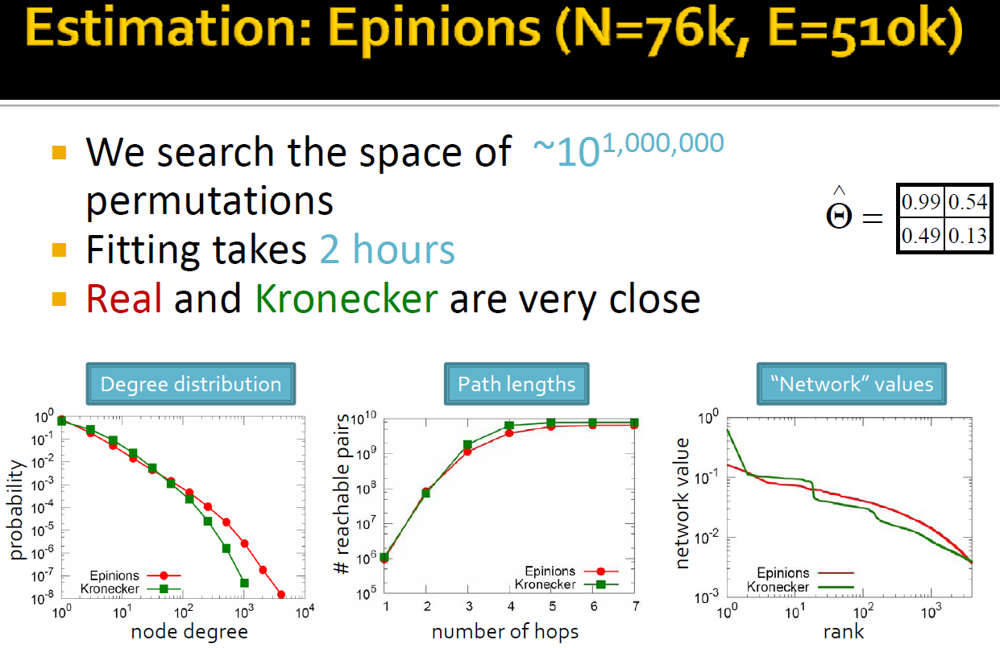 Estimation: Epinions (N=76k, E=510k)
We search the space of ~10^1,000,000
permutations
Fitting takes 2 hours
Real and Kronecker are very close
Θ̂ =
0.99 0.54
0.49 0.13
Degree distribution
probability
10^0
10^-1
10^-2
10^-3
10^-4
10^-5
10^-6
10^-7
10^-8
Epinions
Kronecker
10^0 10^1 10^2 10^3 10^4
node degree
Path lengths
# reachable pairs
10^10
10^9
10^8
10^7
10^6
10^5
Epinions
Kronecker
1 2 3 4 5 6 7
number of hops
“Network” values
network value
10^0
10^-1
10^-2
10^-3
Epinions
Kronecker
10^0 10^1 10^2 10^3
rank